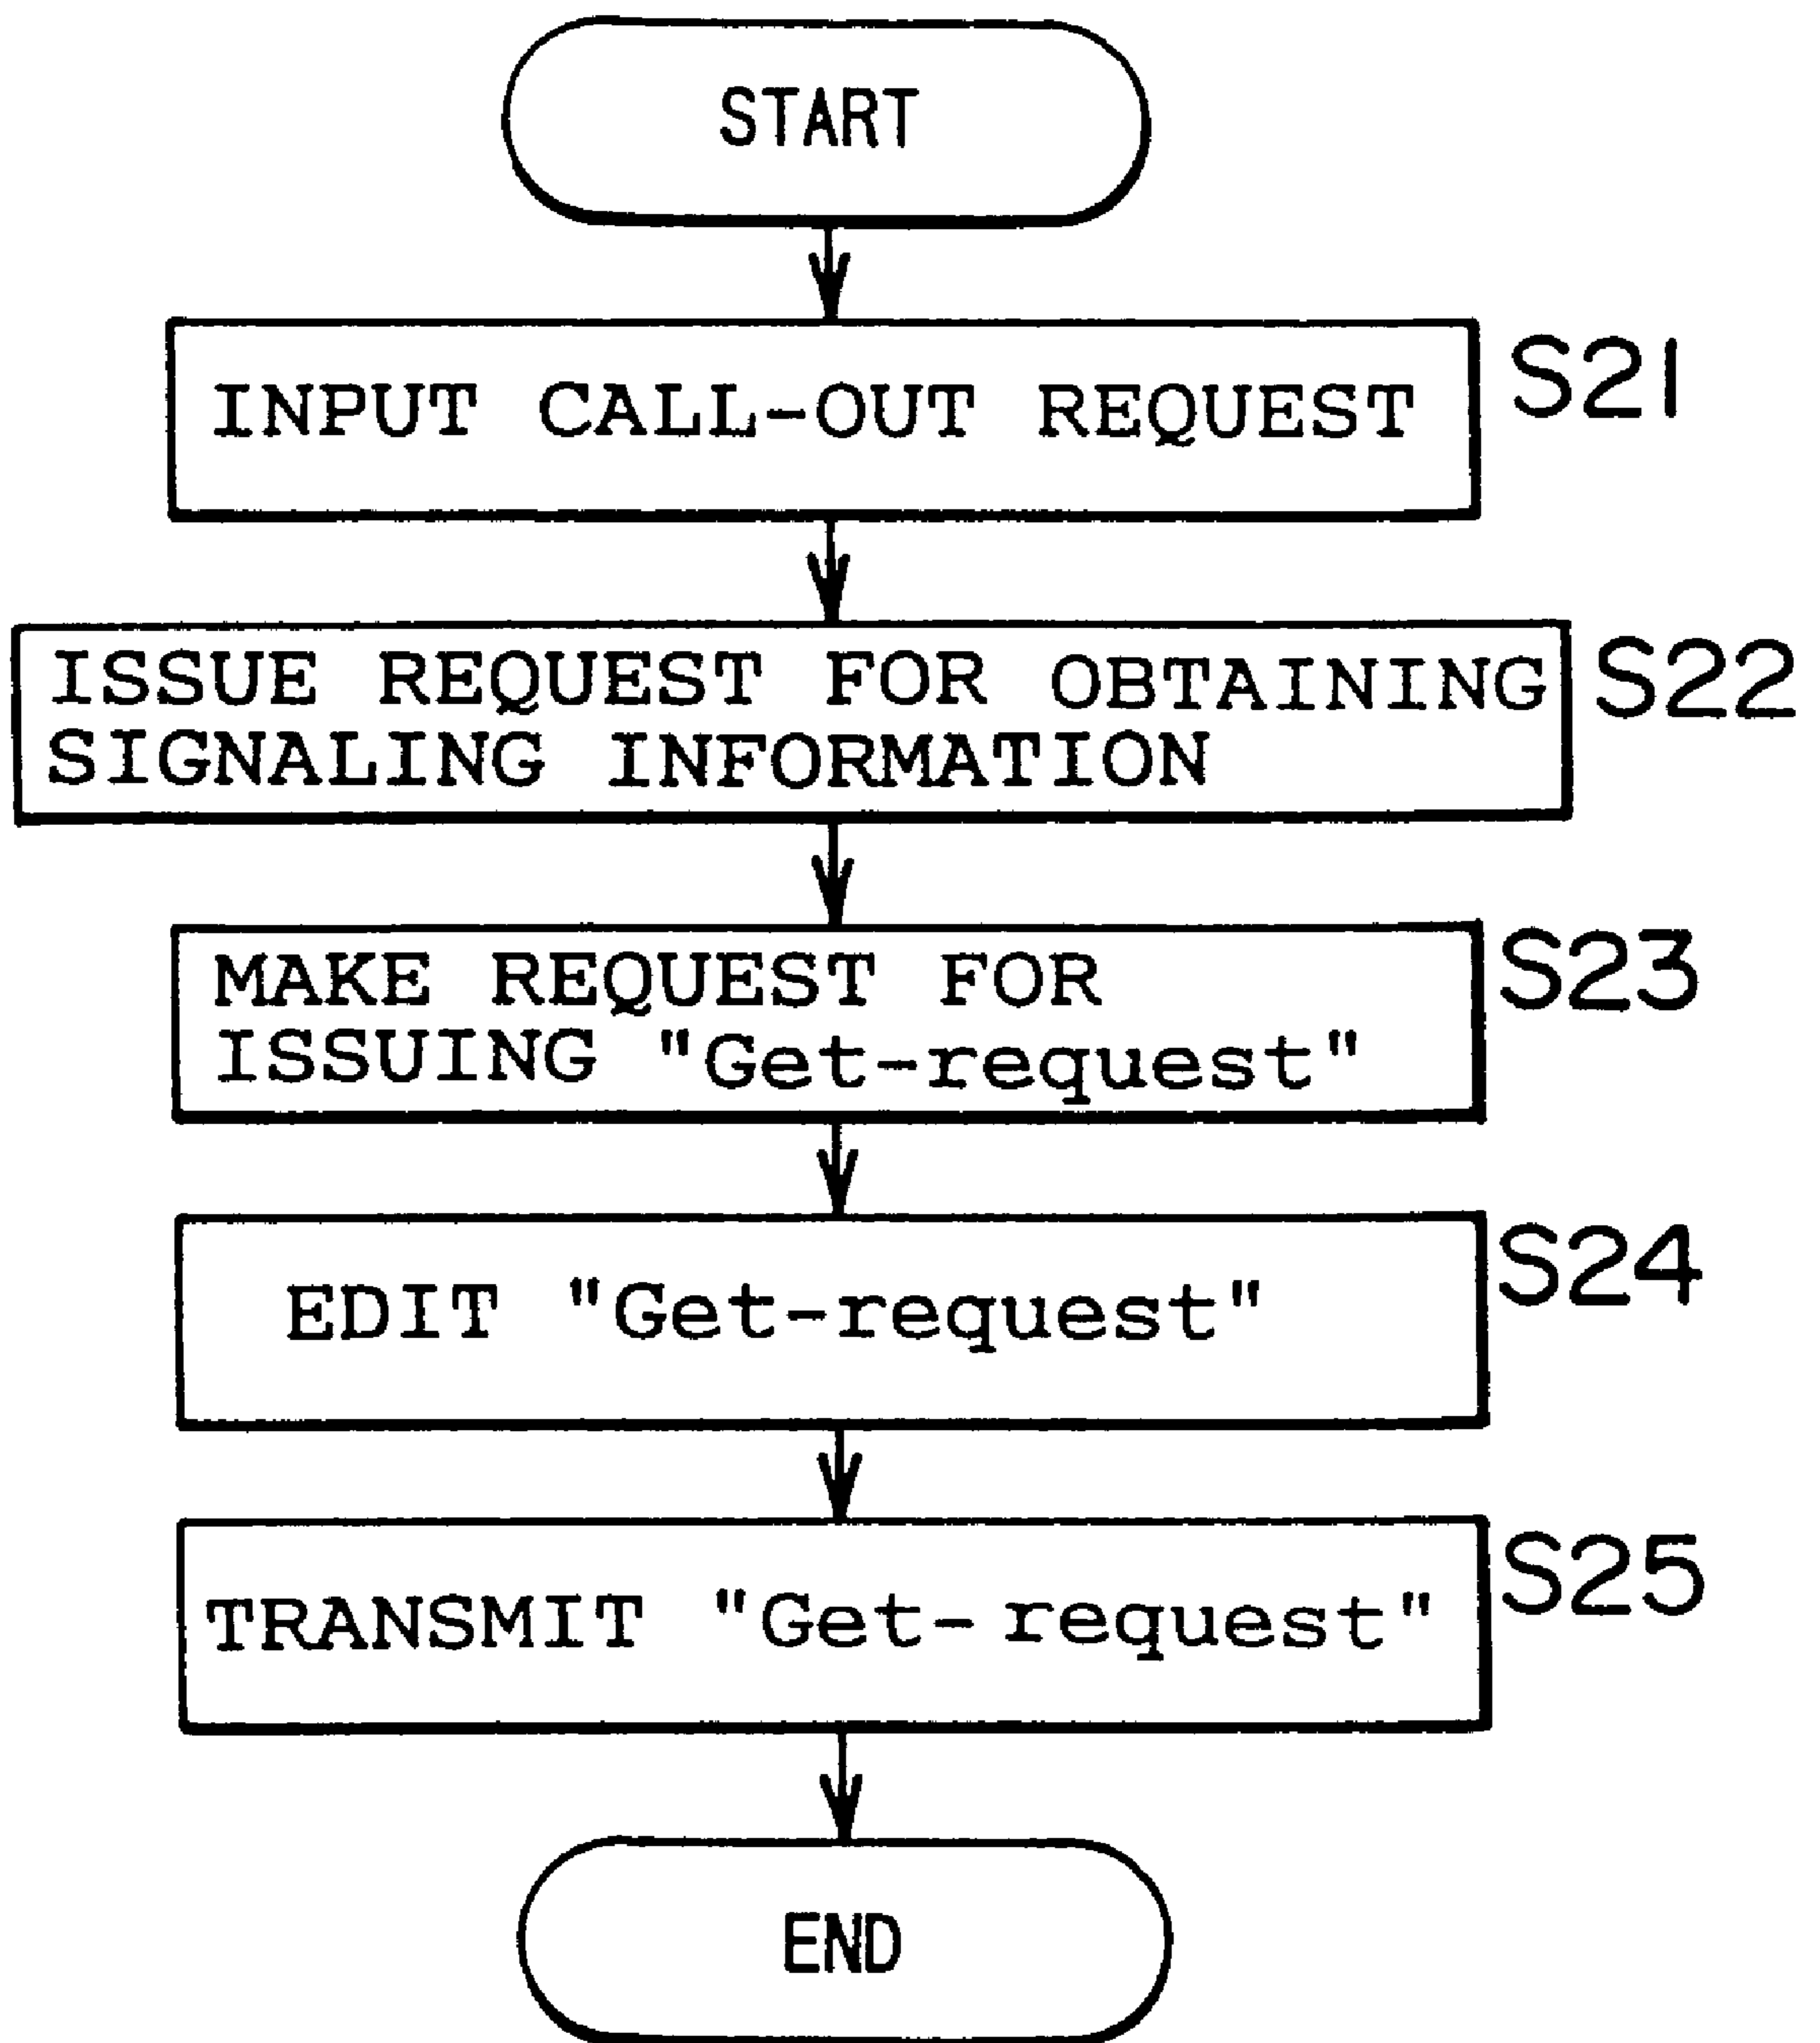 START
INPUT CALL-OUT REQUEST
S21
ISSUE REQUEST FOR OBTAINING
SIGNALING INFORMATION
S22
MAKE REQUEST FOR
ISSUING "Get-request"
S23
EDIT "Get-request"
S24
TRANSMIT "Get-request"
S25
END